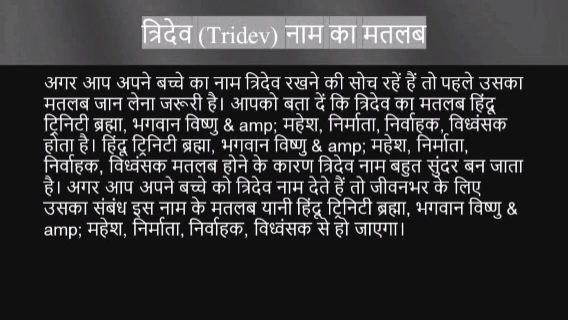 त्रिदेव (Tridev) नाम का मतलब
अगर आप अपने बच्चे का नाम त्रिदेव रखने की सोच रहें हैं तो पहले उसका
मतलब जान लेना जरूरी है। आपको बता दें कि त्रिदेव का मतलब हिंदू
ट्रिनिटी ब्रह्मा, भगवान विष्णु & amp; महेश, निर्माता, निर्वाहक, विध्वंसक
होता है। हिंदू ट्रिनिटी ब्रह्मा, भगवान विष्णु & amp; महेश, निर्माता,
निर्वाहक, विध्वंसक मतलब होने के कारण त्रिदेव नाम बहुत सुंदर बन जाता
है। अगर आप अपने बच्चे को त्रिदेव नाम देते हैं तो जीवनभर के लिए
उसका संबंध इस नाम के मतलब यानी हिंदू ट्रिनिटी ब्रह्मा, भगवान विष्णु &
amp; महेश, निर्माता, निर्वाहक, विध्वंसक से हो जाएगा।